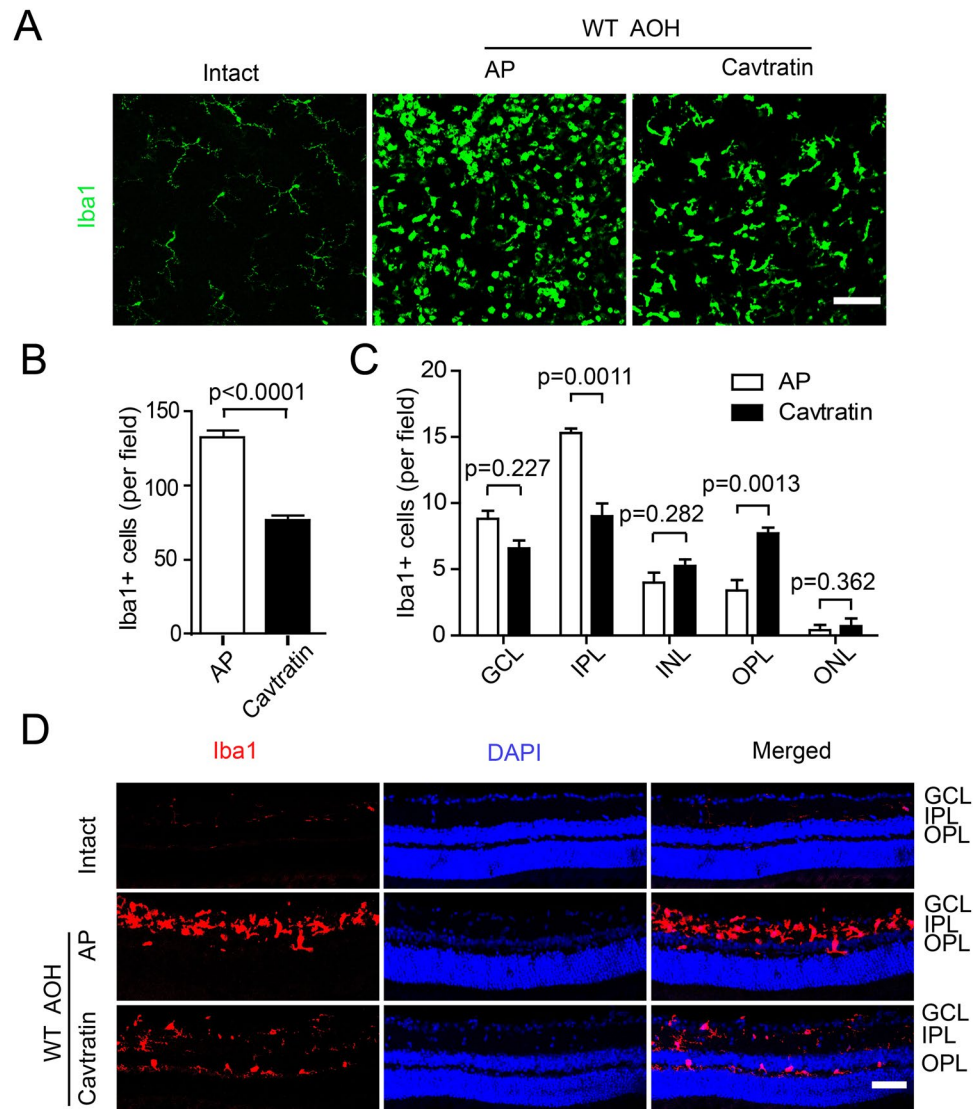 A
WT AOH
Intact
AP
Cavtratin
Iba1
B
p<0.0001
Iba1+ cells (per field)
150
100
50
0
AP
Cavtratin
C
Iba1+ cells (per field)
20
15
10
5
0
p=0.227
p=0.0011
p=0.282
p=0.0013
p=0.362
AP
Cavtratin
GCL
IPL
INL
OPL
ONL
D
Iba1
DAPI
Merged
Intact
GCL
IPL
OPL
WT AOH
AP
GCL
IPL
OPL
Cavtratin
GCL
IPL
OPL